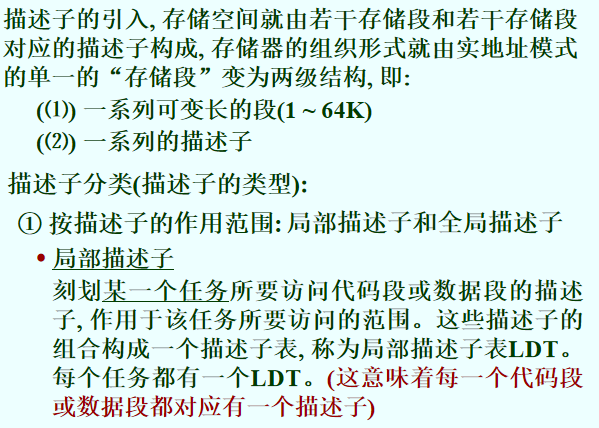 描述子的引入, 存储空间就由若干存储段和若干存储段
对应的描述子构成, 存储器的组织形式就由实地址模式
的单一的“存储段”变为两级结构, 即:
(⑴) 一系列可变长的段(1 ~ 64K)
(⑵) 一系列的描述子
描述子分类(描述子的类型):
① 按描述子的作用范围: 局部描述子和全局描述子
• 局部描述子
刻划某一个任务所要访问代码段或数据段的描述
子, 作用于该任务所要访问的范围。这些描述子的
组合构成一个描述子表, 称为局部描述子表LDT。
每个任务都有一个LDT。(这意味着每一个代码段
或数据段都对应有一个描述子)